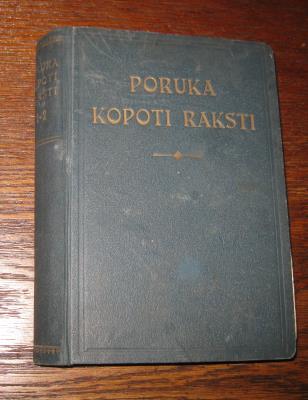 PORUKA
KOPOTI RAKSTI
PORUKA
KOPOTI
RAKSTI
1-2